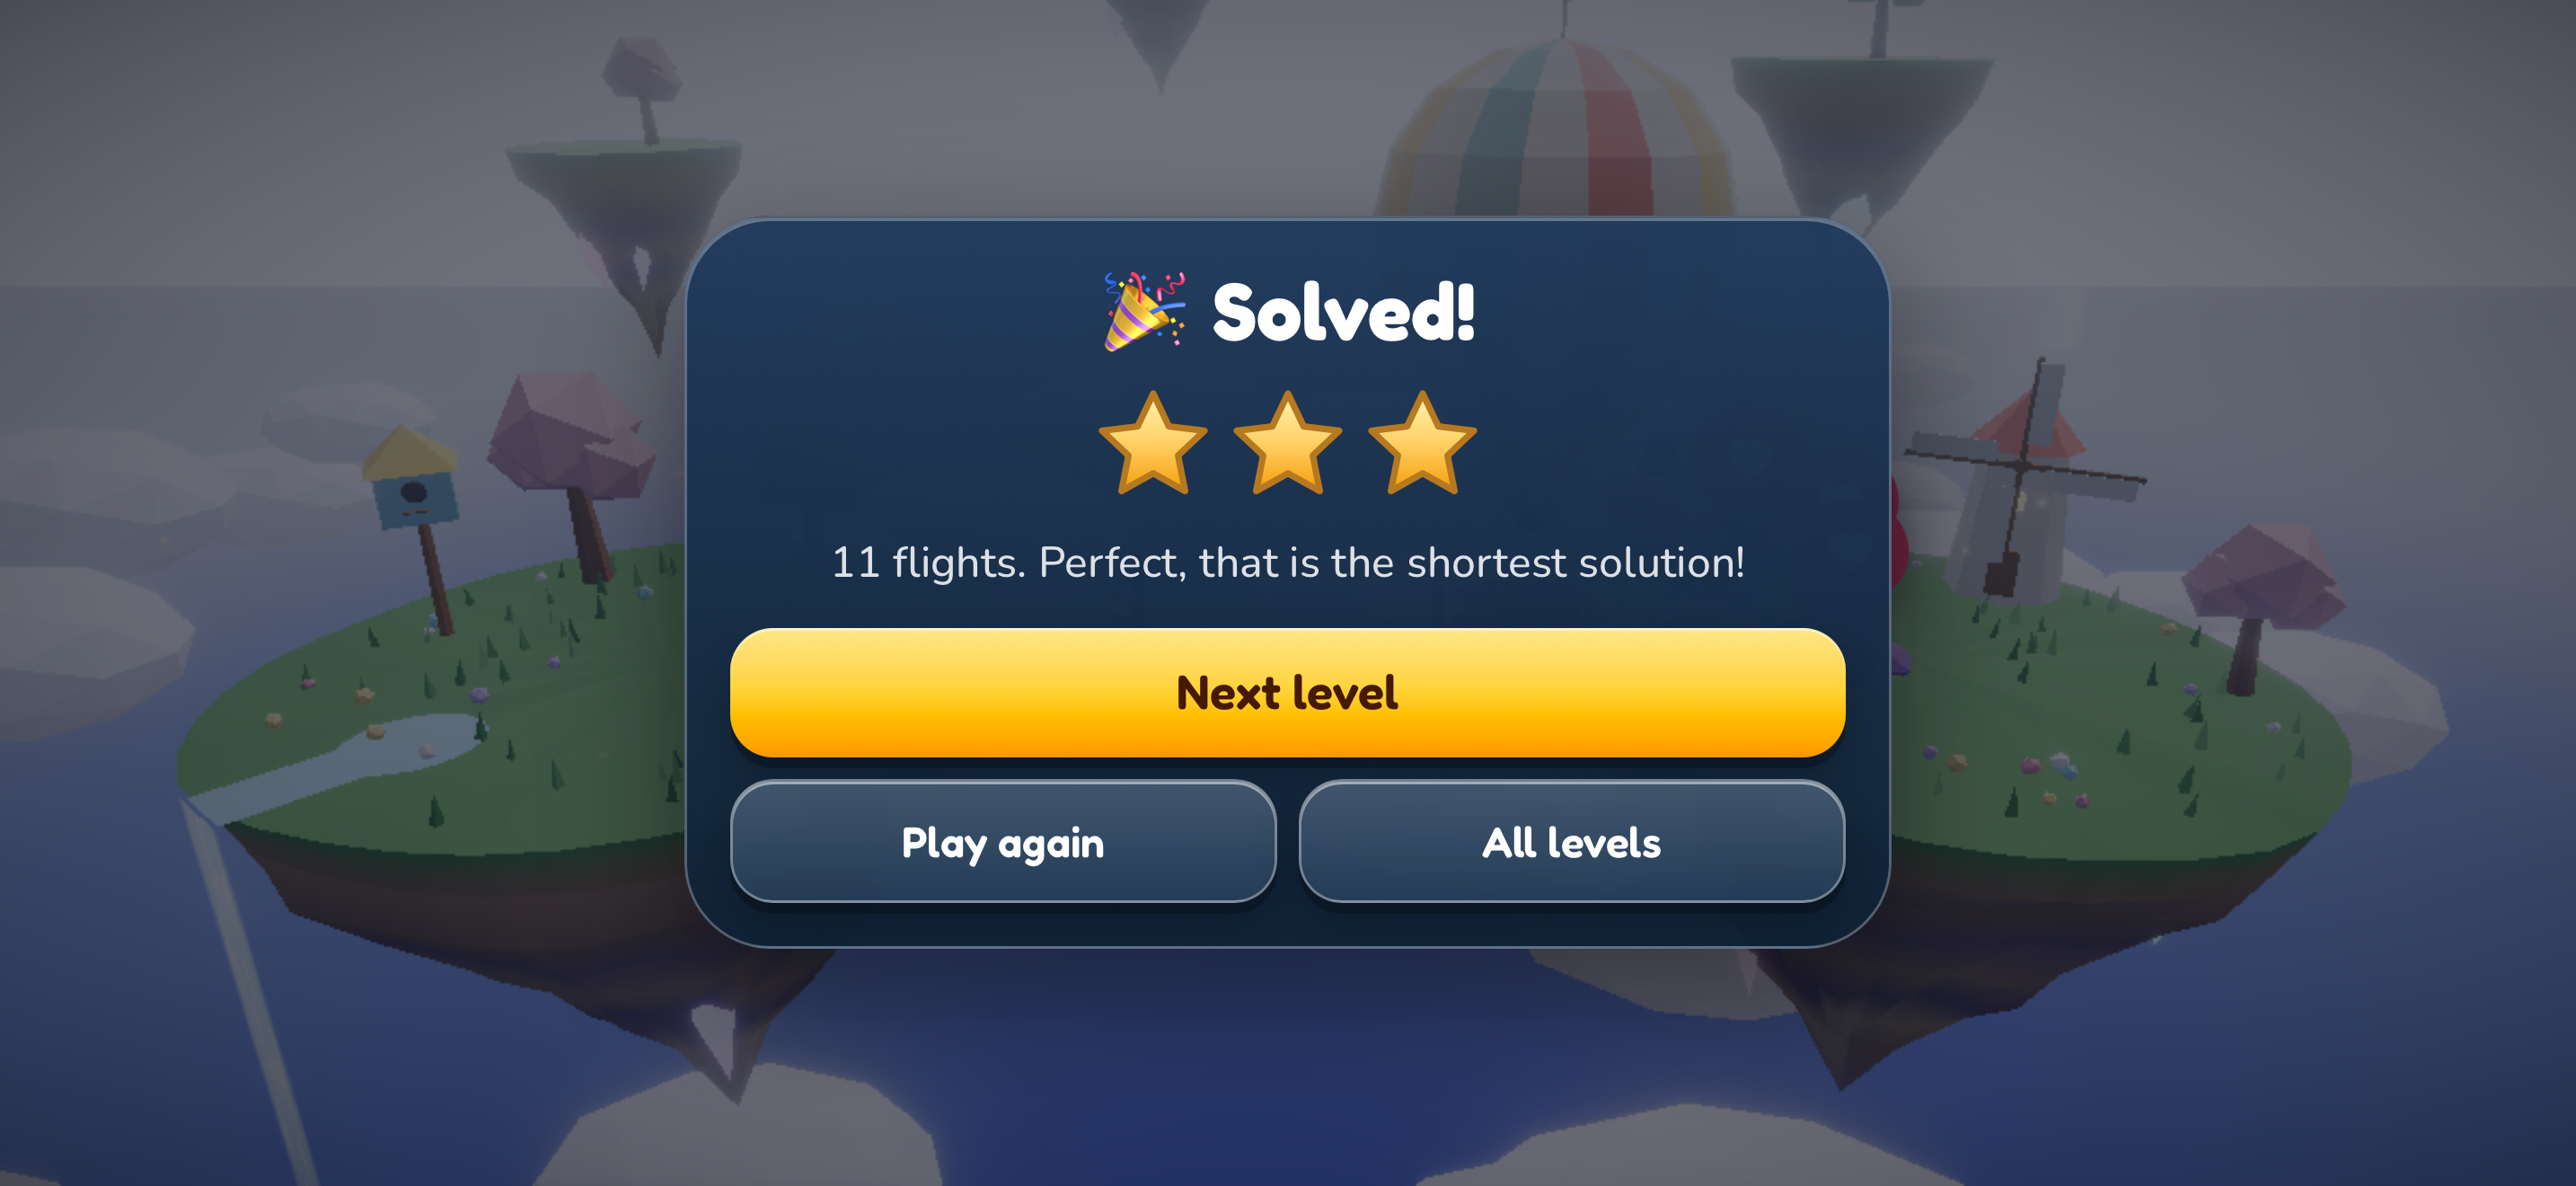 🎉 Solved!
11 flights. Perfect, that is the shortest solution!
Next level
Play again
All levels